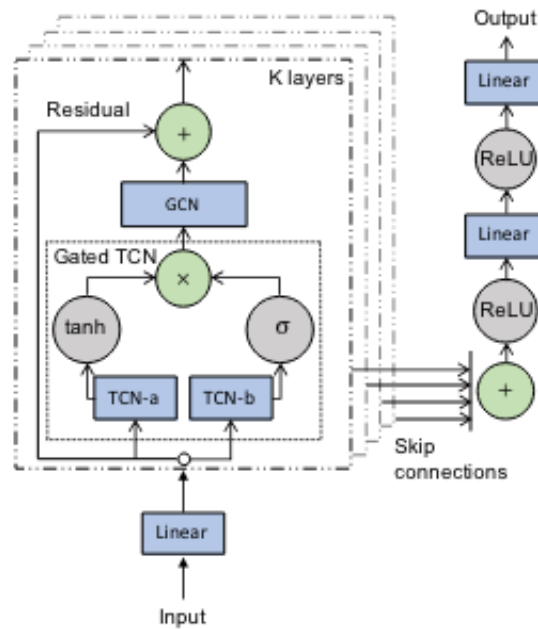 Output
K layers
Linear
Residual
+
ReLU
GCN
Linear
Gated TCN
×
tanh
σ
ReLU
TCN-a
TCN-b
+
Skip
connections
Linear
Input